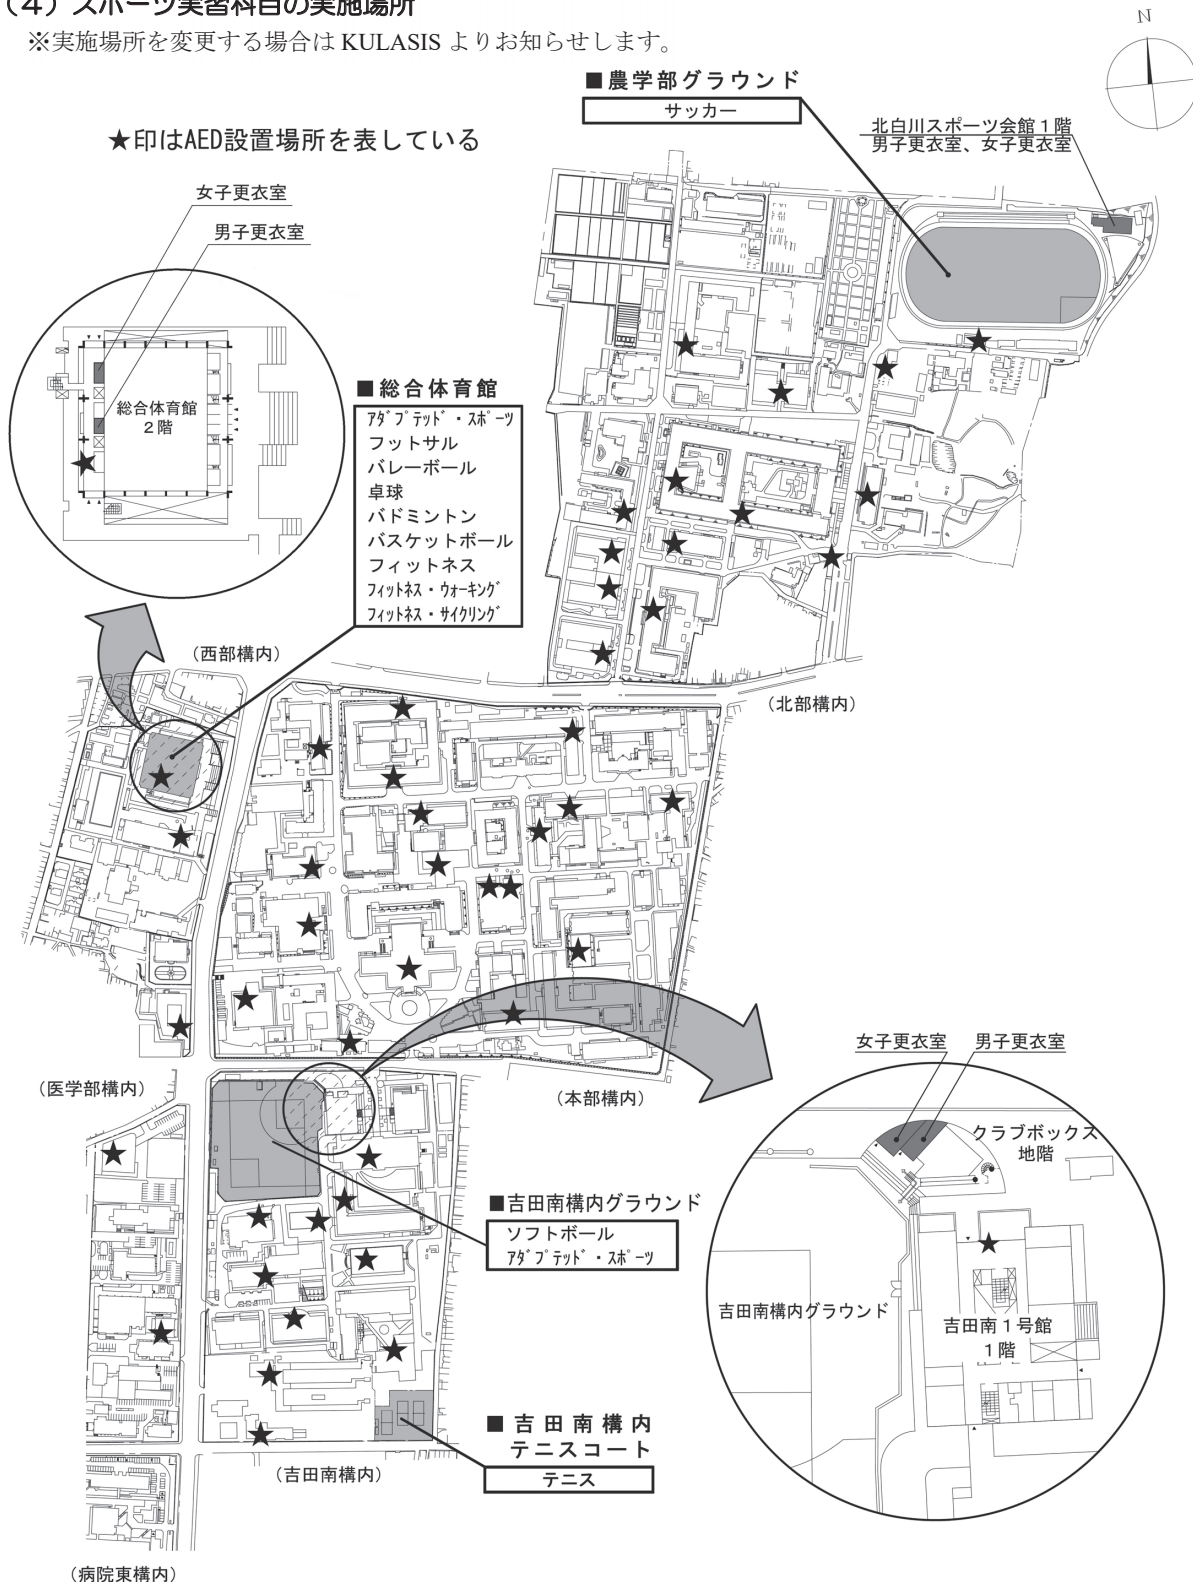 （4）スポーツ実習科目の実施場所
※実施場所を変更する場合は KULASIS よりお知らせします。
N
■農学部グラウンド
サッカー
北白川スポーツ会館１階
男子更衣室、女子更衣室
★印はAED設置場所を表している
女子更衣室
男子更衣室
総合体育館
２階
■総合体育館
ｱﾀﾞﾌﾟﾃｯﾄﾞ・ｽﾎﾟｰﾂ
フットサル
バレーボール
卓球
バドミントン
バスケットボール
フィットネス
ﾌｨｯﾄﾈｽ・ｳｫｰｷﾝｸﾞ
ﾌｨｯﾄﾈｽ・ｻｲｸﾘﾝｸﾞ
（西部構内）
（北部構内）
（医学部構内）
（本部構内）
女子更衣室
男子更衣室
クラブボックス
地階
■吉田南構内グラウンド
ソフトボール
ｱﾀﾞﾌﾟﾃｯﾄﾞ・ｽﾎﾟｰﾂ
吉田南構内グラウンド
吉田南１号館
１階
■吉田南構内
テニスコート
テニス
（吉田南構内）
（病院東構内）